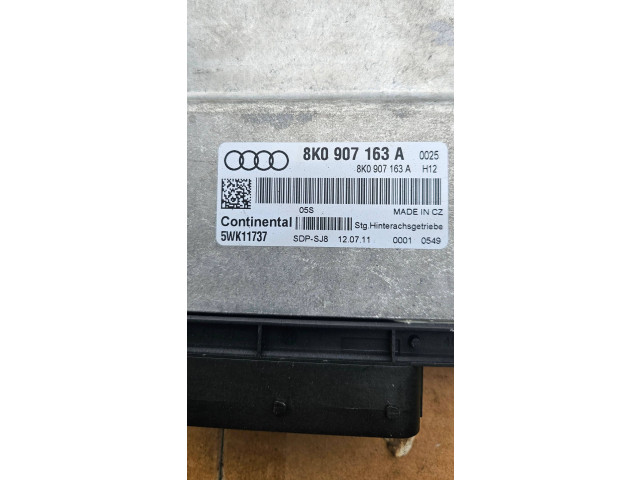 8K0 907 163 A 0025
8K0 907 163 A H12
05S MADE IN CZ
Continental Stg.Hinterachsgetriebe
5WK11737 SDP-SJ8 12.07.11 0001 0549